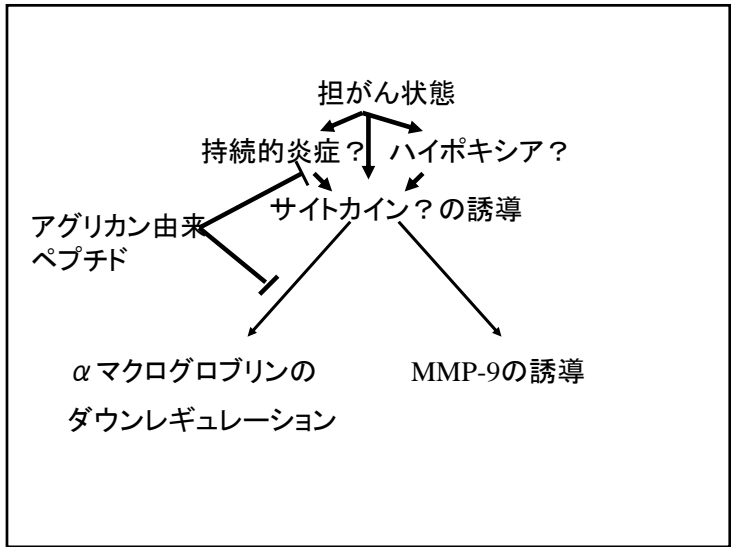 担がん状態
持続的炎症？ ハイポキシア？
サイトカイン？の誘導
アグリカン由来
ペプチド
αマクログロブリンの MMP-9の誘導
ダウンレギュレーション